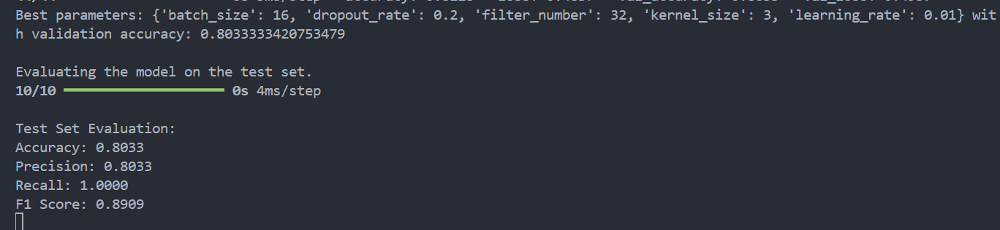 Best parameters: {'batch_size': 16, 'dropout_rate': 0.2, 'filter_number': 32, 'kernel_size': 3, 'learning_rate': 0.01} wit
h validation accuracy: 0.8033333420753479
Evaluating the model on the test set.
10/10 0s 4ms/step
Test Set Evaluation:
Accuracy: 0.8033
Precision: 0.8033
Recall: 1.0000
F1 Score: 0.8909